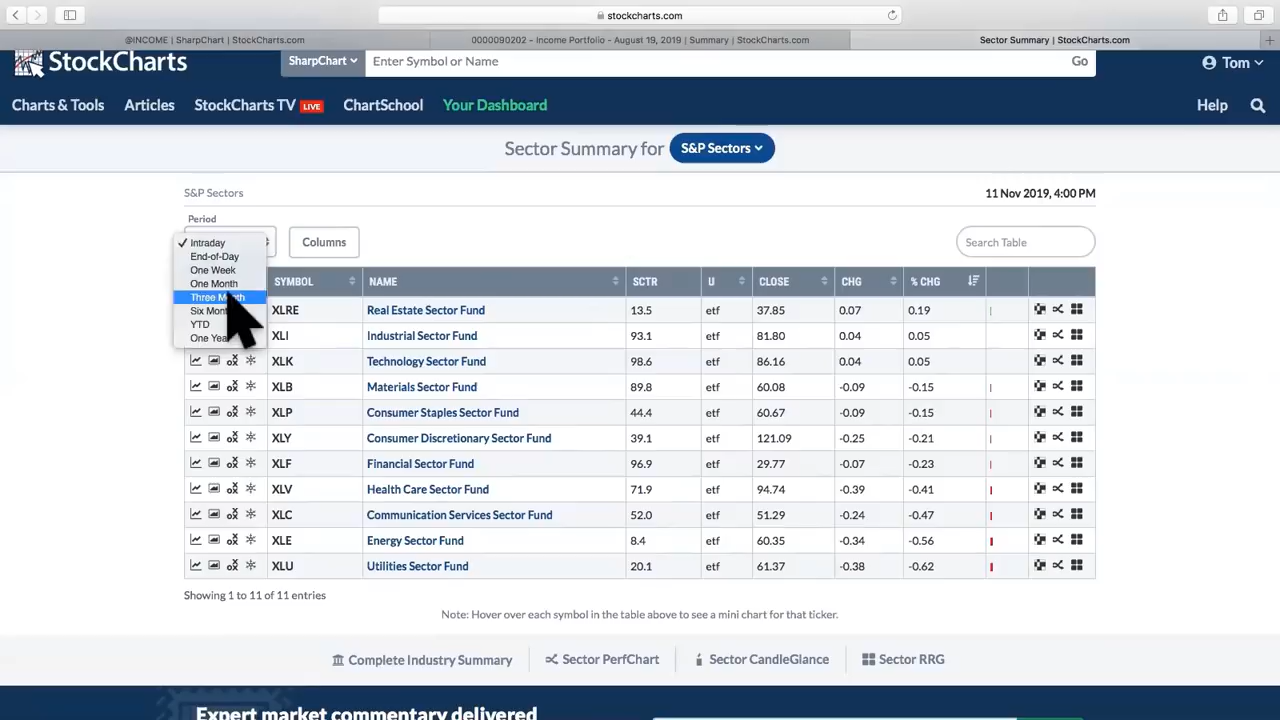 stockcharts.com
@INCOME | SharpChart | StockCharts.com
0000090202 - Income Portfolio - August 19, 2019 | Summary | StockCharts.com
Sector Summary | StockCharts.com
StockCharts
SharpChart
Enter Symbol or Name
Go
Tom
Charts & Tools
Articles
StockCharts TV LIVE
ChartSchool
Your Dashboard
Help
Sector Summary for S&P Sectors
S&P Sectors
11 Nov 2019, 4:00 PM
Period
Intraday
End-of-Day
One Week
One Month
Three Month
Six Mont
YTD
One Yea
Columns
Search Table
SYMBOL NAME SCTR U CLOSE CHG % CHG
XLRE Real Estate Sector Fund 13.5 etf 37.85 0.07 0.19
XLI Industrial Sector Fund 93.1 etf 81.80 0.04 0.05
XLK Technology Sector Fund 98.6 etf 86.16 0.04 0.05
XLB Materials Sector Fund 89.8 etf 60.08 -0.09 -0.15
XLP Consumer Staples Sector Fund 44.4 etf 60.67 -0.09 -0.15
XLY Consumer Discretionary Sector Fund 39.1 etf 121.09 -0.25 -0.21
XLF Financial Sector Fund 96.9 etf 29.77 -0.07 -0.23
XLV Health Care Sector Fund 71.9 etf 94.74 -0.39 -0.41
XLC Communication Services Sector Fund 52.0 etf 51.29 -0.24 -0.47
XLE Energy Sector Fund 8.4 etf 60.35 -0.34 -0.56
XLU Utilities Sector Fund 20.1 etf 61.37 -0.38 -0.62
Showing 1 to 11 of 11 entries
Note: Hover over each symbol in the table above to see a mini chart for that ticker.
Complete Industry Summary
Sector PerfChart
Sector CandleGlance
Sector RRG
Expert market commentary delivered